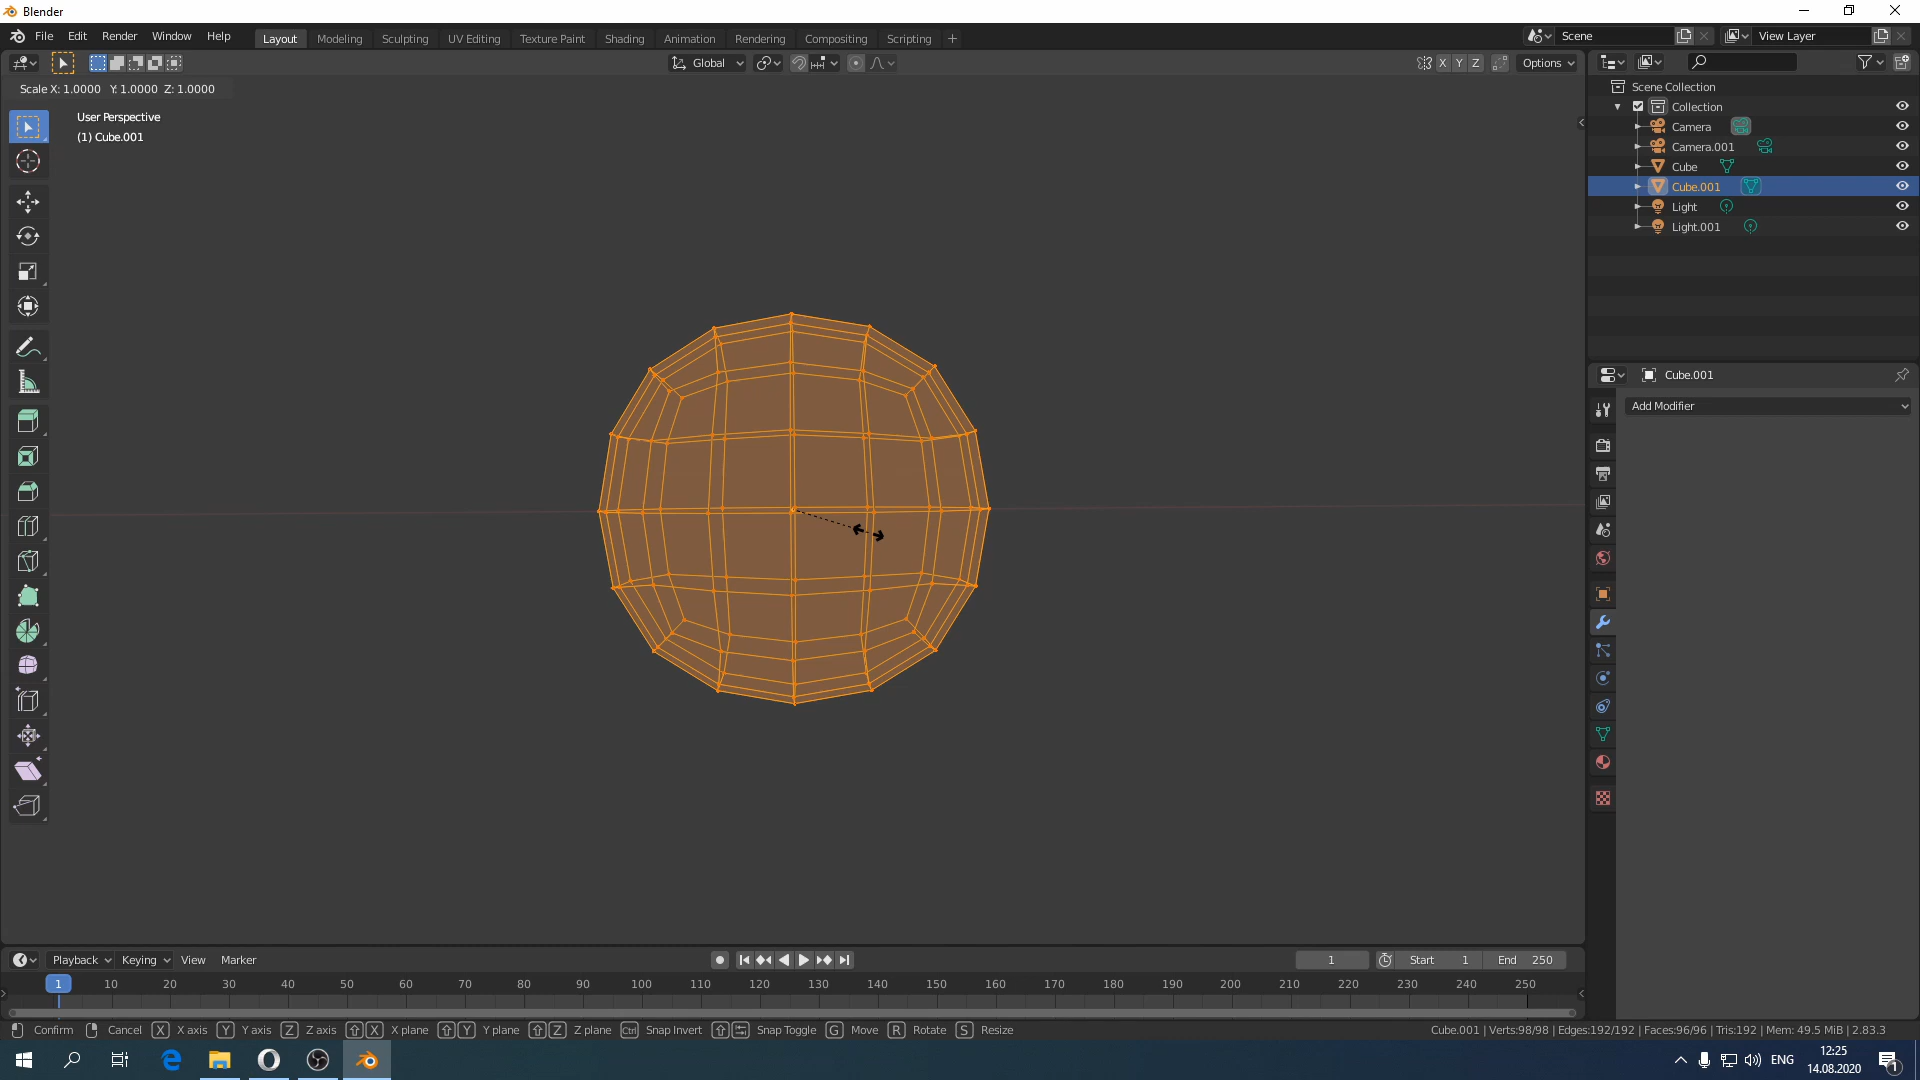 Blender
File Edit Render Window Help
Layout Modeling Sculpting UV Editing Texture Paint Shading Animation Rendering Compositing Scripting +
Scene
View Layer
Global
X Y Z
Options
Scale X: 1.0000 Y: 1.0000 Z: 1.0000
User Perspective
(1) Cube.001
Scene Collection
Collection
Camera
Camera.001
Cube
Cube.001
Light
Light.001
Cube.001
Add Modifier
Playback Keying View Marker
1
Start 1
End 250
1 10 20 30 40 50 60 70 80 90 100 110 120 130 140 150 160 170 180 190 200 210 220 230 240 250
Confirm Cancel X X axis Y Y axis Z Z axis X X plane Y Y plane Z Z plane Ctrl Snap Invert Snap Toggle G Move R Rotate S Resize
Cube.001 | Verts:98/98 | Edges:192/192 | Faces:96/96 | Tris:192 | Mem: 49.5 MiB | 2.83.3
ENG
12:25
14.08.2020
1